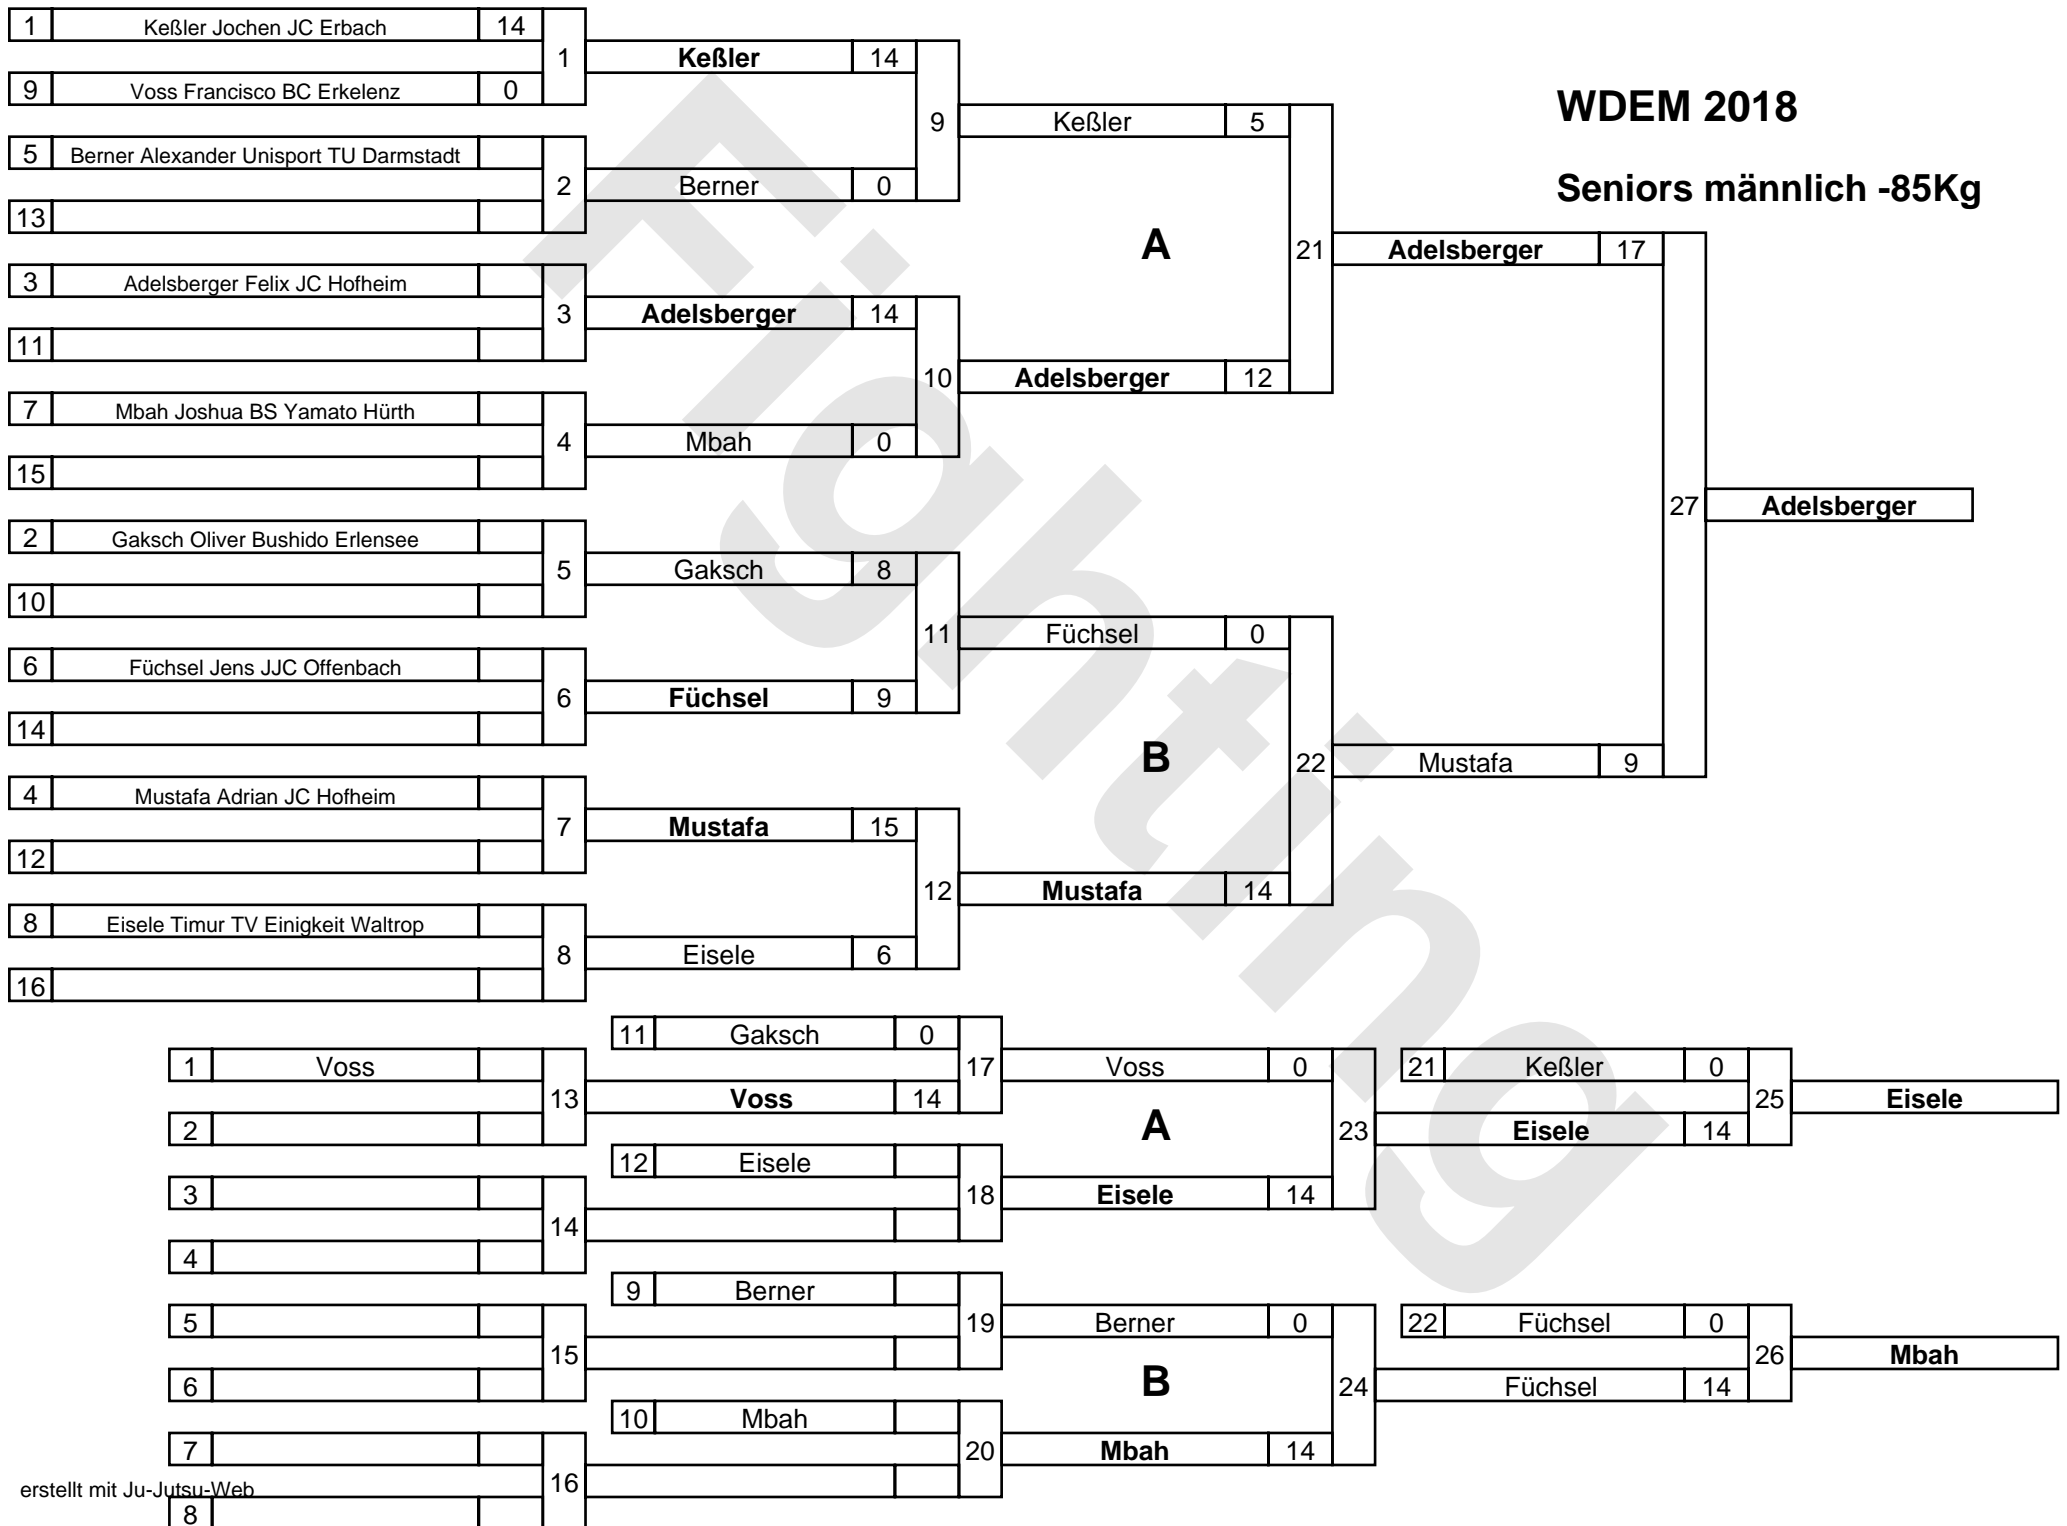 WDEM 2018
Seniors männlich -85Kg
1 Keßler Jochen JC Erbach 14
1
9 Voss Francisco BC Erkelenz 0
5 Berner Alexander Unisport TU Darmstadt
2
13
3 Adelsberger Felix JC Hofheim
3
11
7 Mbah Joshua BS Yamato Hürth
4
15
2 Gaksch Oliver Bushido Erlensee
5
10
6 Füchsel Jens JJC Offenbach
6
14
4 Mustafa Adrian JC Hofheim
7
12
8 Eisele Timur TV Einigkeit Waltrop
8
16
Keßler 14
9
Berner 0
Adelsberger 14
10
Mbah 0
Gaksch 8
11
Füchsel 9
Mustafa 15
12
Eisele 6
Keßler 5
A
21
Adelsberger 12
Füchsel 0
B
22
Mustafa 14
Adelsberger 17
27
Mustafa 9
Adelsberger
1 Voss
13
2
3
14
4
5
15
6
7
16
8
11 Gaksch 0
17
Voss 14
12 Eisele
18
9 Berner
19
10 Mbah
20
Voss 0
A
23
Eisele 14
Berner 0
B
24
Mbah 14
21 Keßler 0
25
Eisele 14
Eisele
22 Füchsel 0
26
Füchsel 14
Mbah
erstellt mit Ju-Jutsu-Web
Fighting